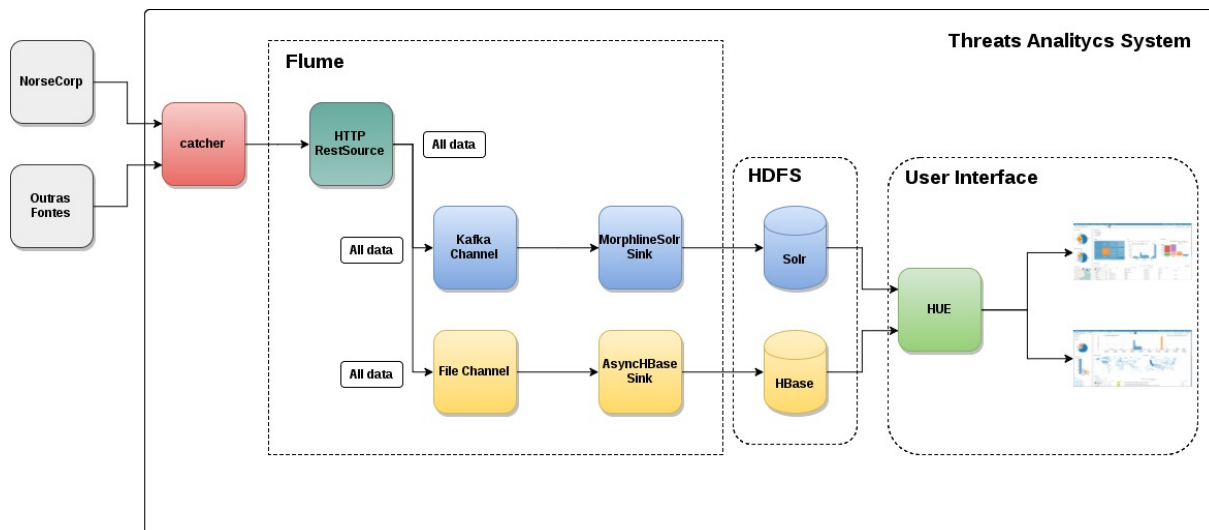 Threats Analitycs System
NorseCorp
Outras
Fontes
catcher
Flume
HTTP
RestSource
All data
All data
Kafka
Channel
MorphlineSolr
Sink
All data
File Channel
AsyncHBase
Sink
HDFS
Solr
HBase
User Interface
HUE